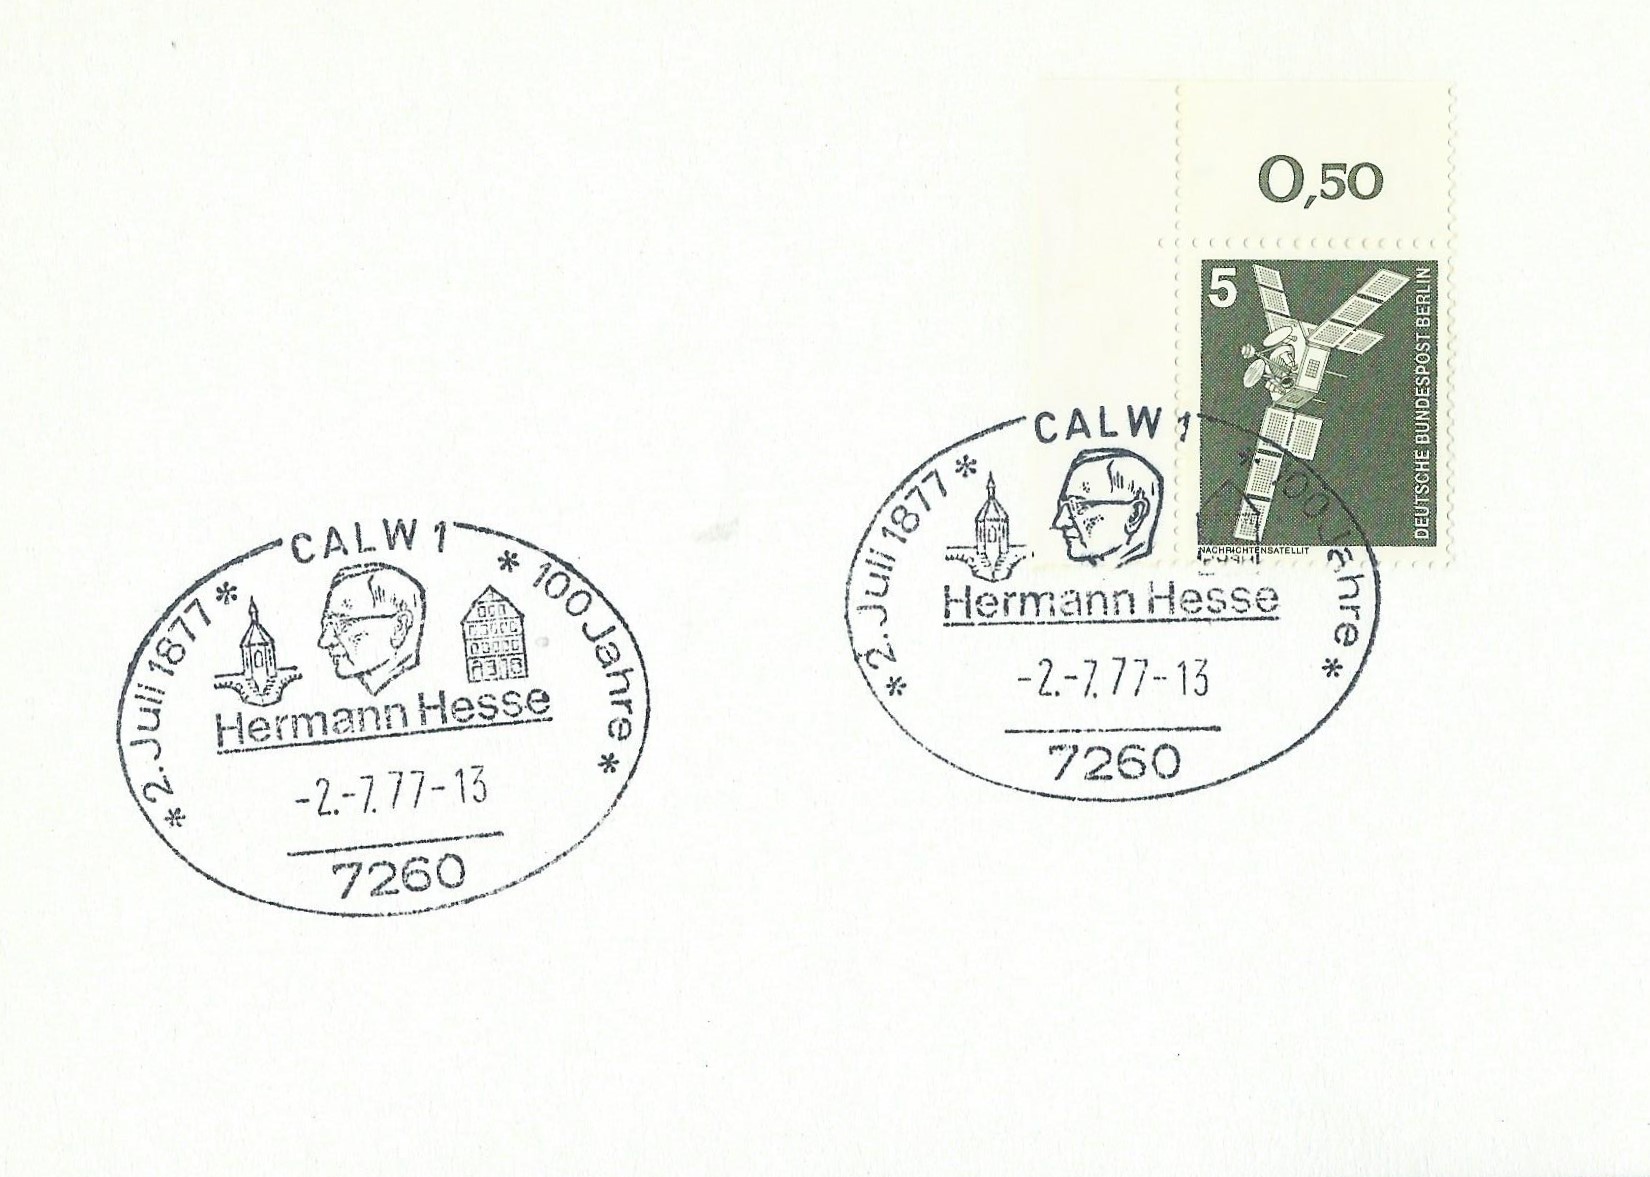 0,50
5
DEUTSCHE BUNDESPOST BERLIN
NACHRICHTENSATELLIT
CALW 1
* 2. Juli 1877 *
* 100 Jahre *
Hermann Hesse
-2.-7.77-13
7260
CALW 1
* 2. Juli 1877 *
* 100 Jahre *
Hermann Hesse
-2.-7.77-13
7260